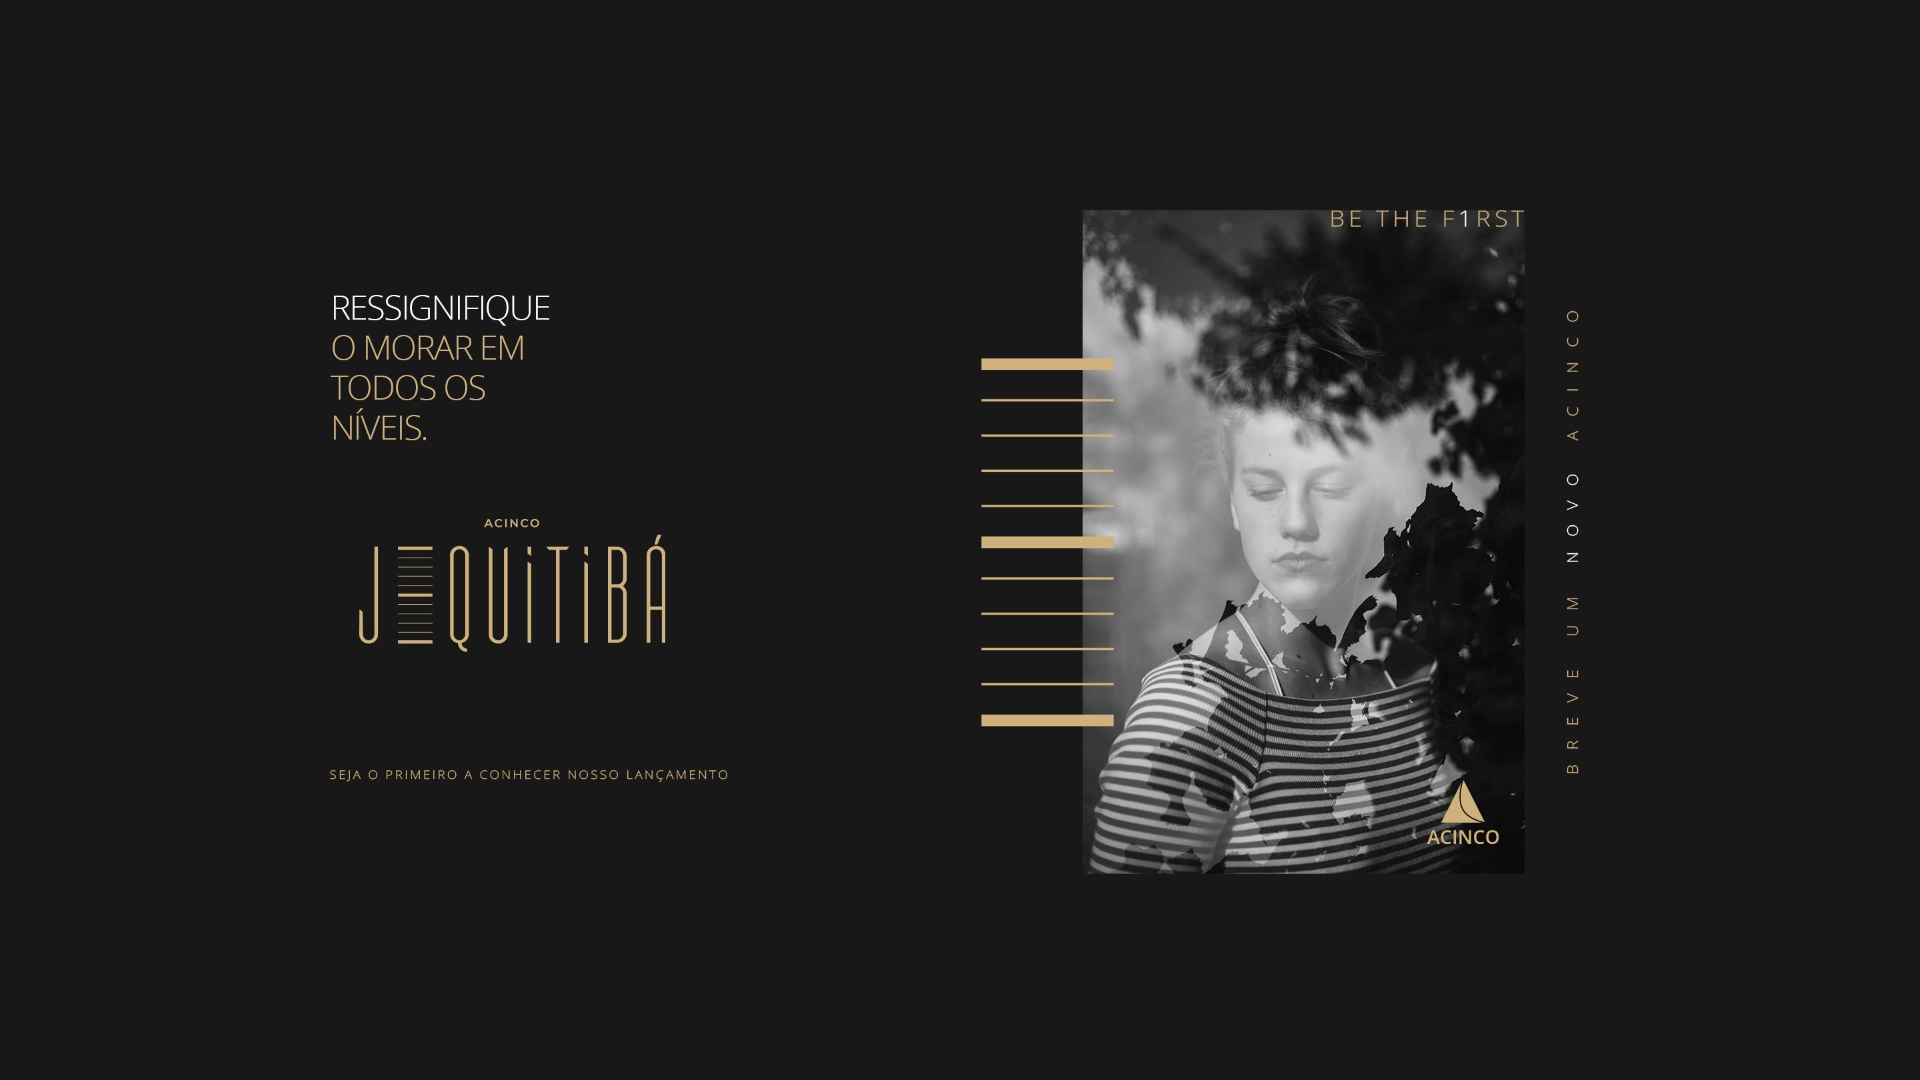 RESSIGNIFIQUE
O MORAR EM
TODOS OS
NÍVEIS.
ACINCO
JEQUiTiBÁ
SEJA O PRIMEIRO A CONHECER NOSSO LANÇAMENTO
BE THE F1RST
ACINCO
BREVE UM NOVO ACINCO